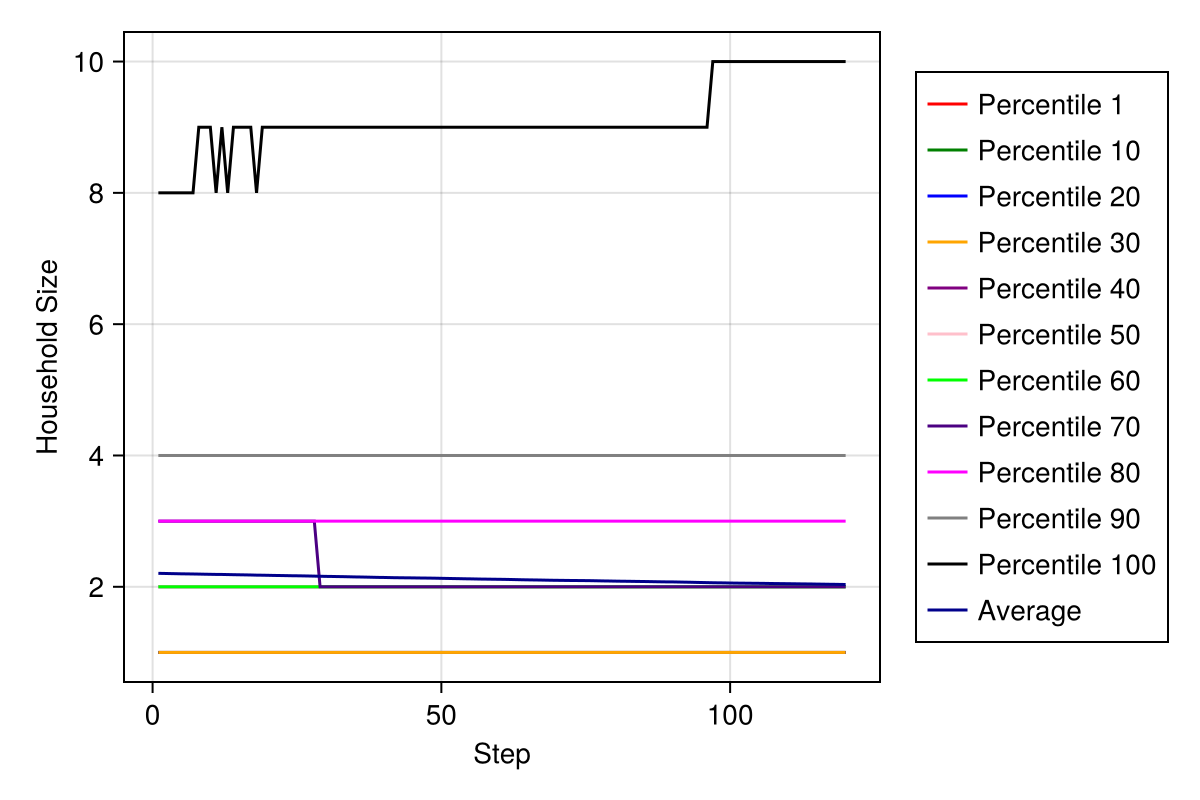 10
8
6
4
2
Household Size
0
50
100
Step
Percentile 1
Percentile 10
Percentile 20
Percentile 30
Percentile 40
Percentile 50
Percentile 60
Percentile 70
Percentile 80
Percentile 90
Percentile 100
Average